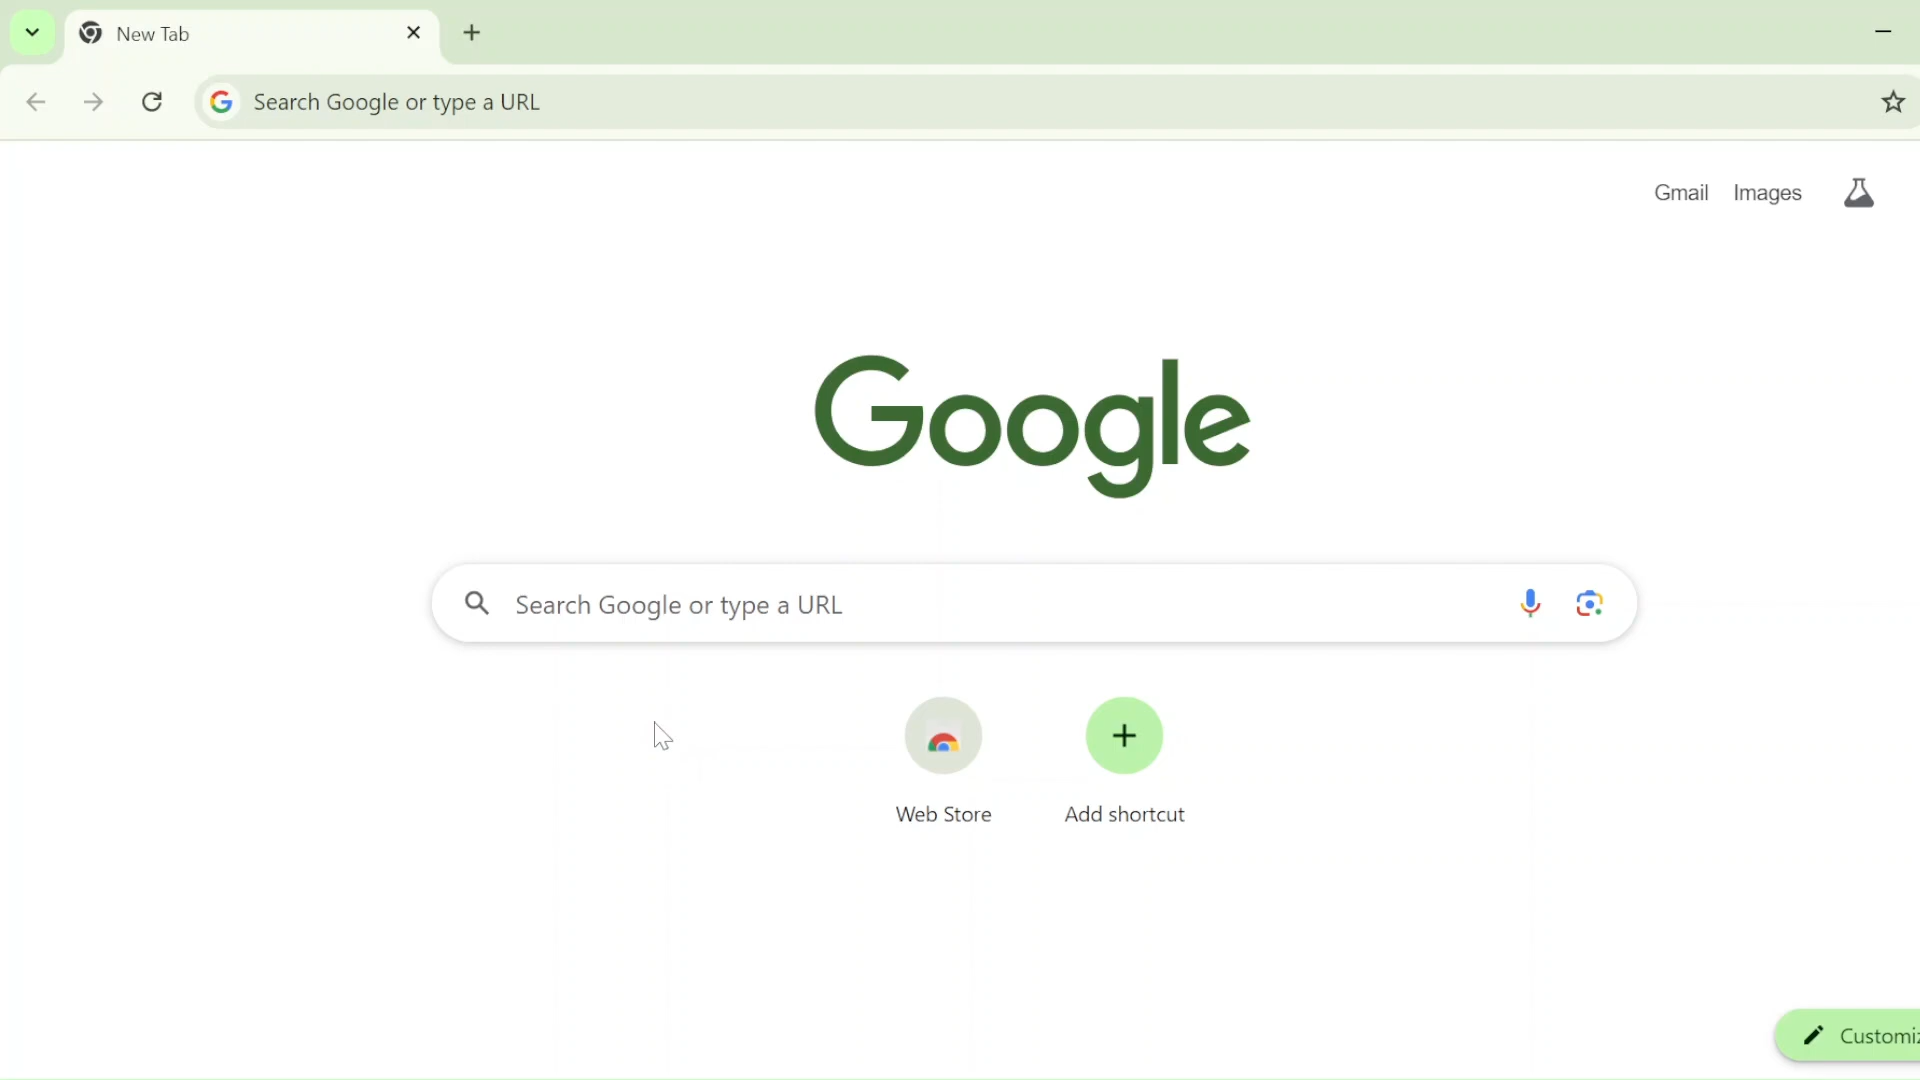 New Tab
Search Google or type a URL
Gmail Images
Google
Search Google or type a URL
Web Store Add shortcut
Customiz